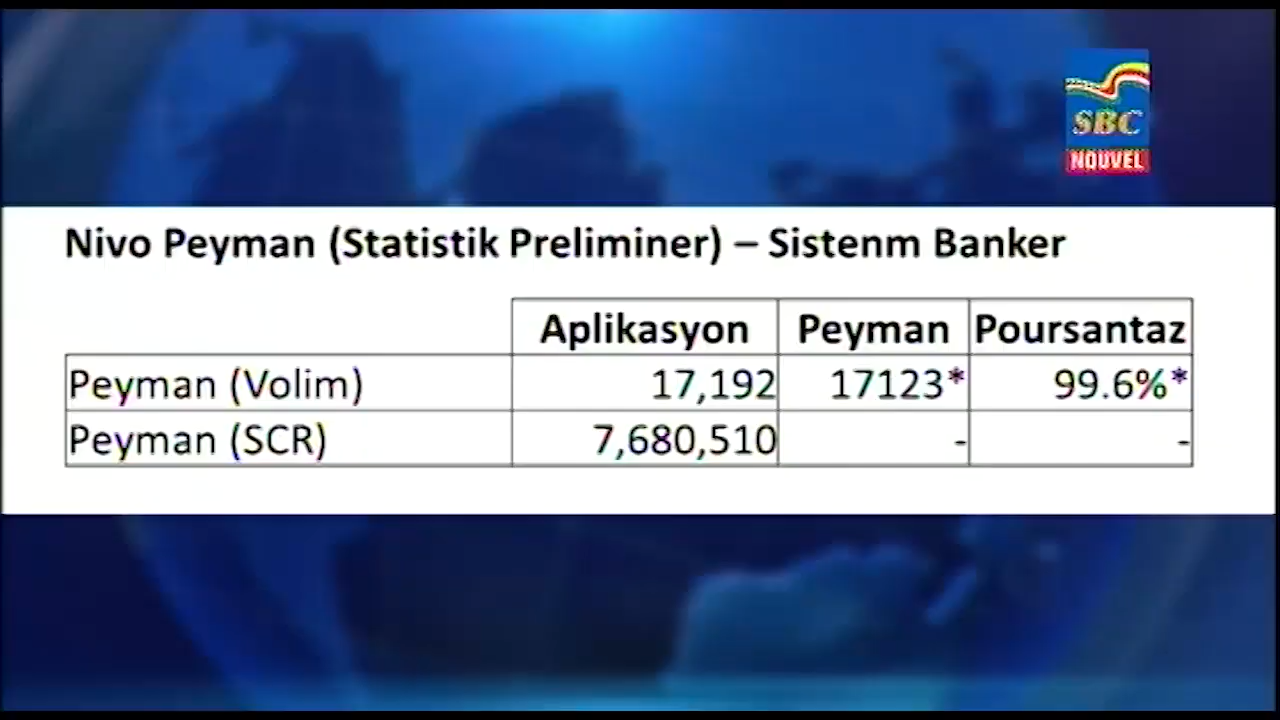 SBC
NOUVEL
Nivo Peyman (Statistik Preliminer) – Sistenm Banker
Aplikasyon Peyman Poursantaz
Peyman (Volim) 17,192 17123* 99.6%*
Peyman (SCR) 7,680,510 - -